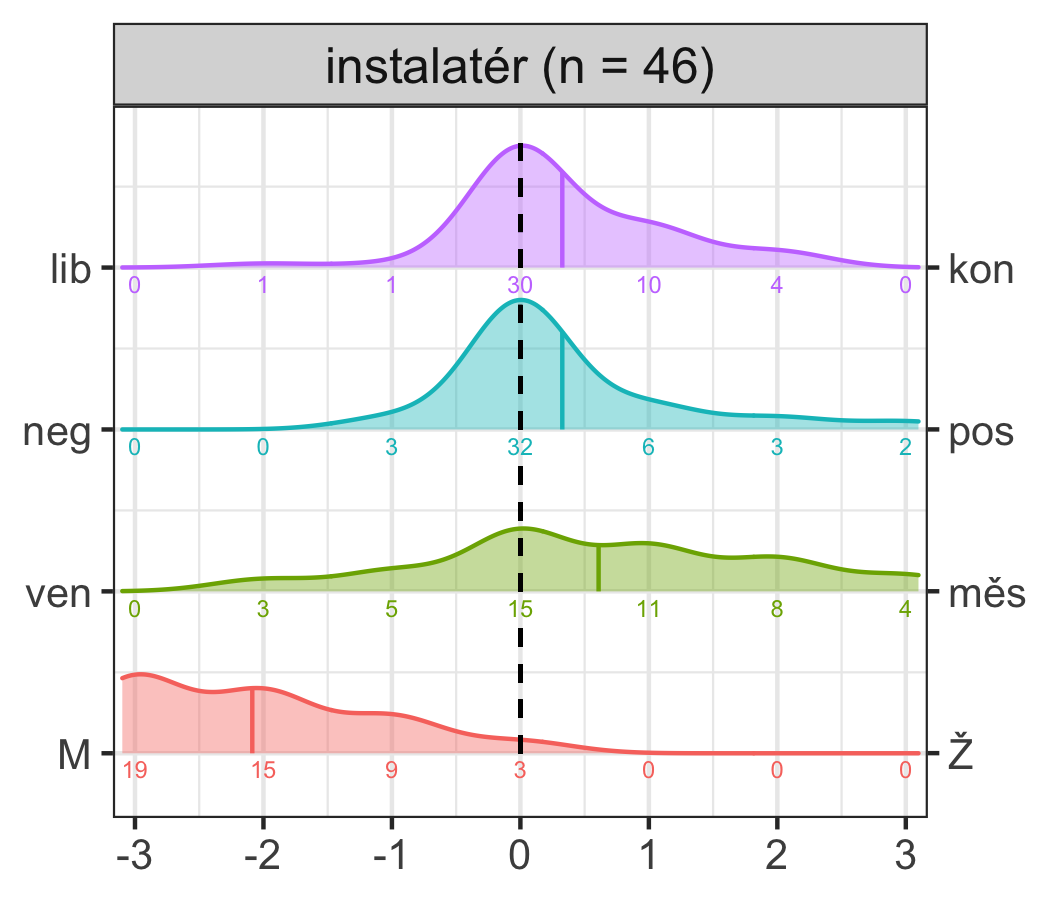 instalatér (n = 46)
lib kon
0 1 1 30 10 4 0
neg pos
0 0 3 32 6 3 2
ven měs
0 3 5 15 11 8 4
M Ž
19 15 9 3 0 0 0
-3 -2 -1 0 1 2 3